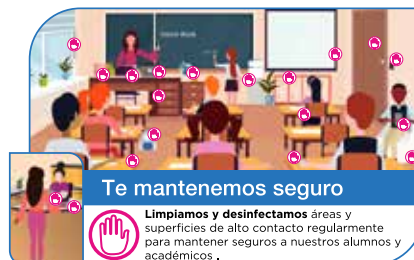 Te mantenemos seguro
Limpiamos y desinfectamos áreas y
superficies de alto contacto regularmente
para mantener seguros a nuestros alumnos y
académicos .